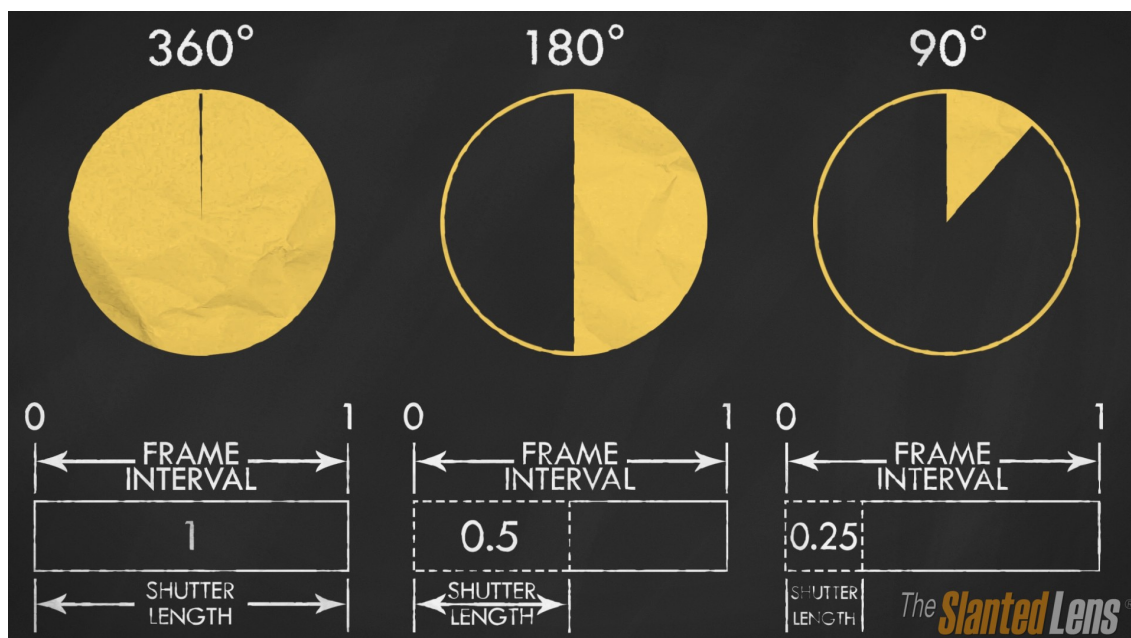 360° 180° 90°
0 1 0 1 0 1
FRAME INTERVAL FRAME INTERVAL FRAME INTERVAL
1 0.5 0.25
SHUTTER LENGTH SHUTTER LENGTH SHUTTER LENGTH
The Slanted Lens ®